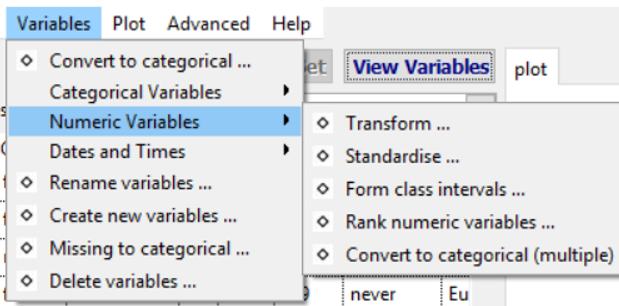 Variables Plot Advanced Help
Convert to categorical ...
Categorical Variables
Numeric Variables
Dates and Times
Rename variables ...
Create new variables ...
Missing to categorical ...
Delete variables ...
View Variables
plot
Transform ...
Standardise ...
Form class intervals ...
Rank numeric variables ...
Convert to categorical (multiple)
never Eu